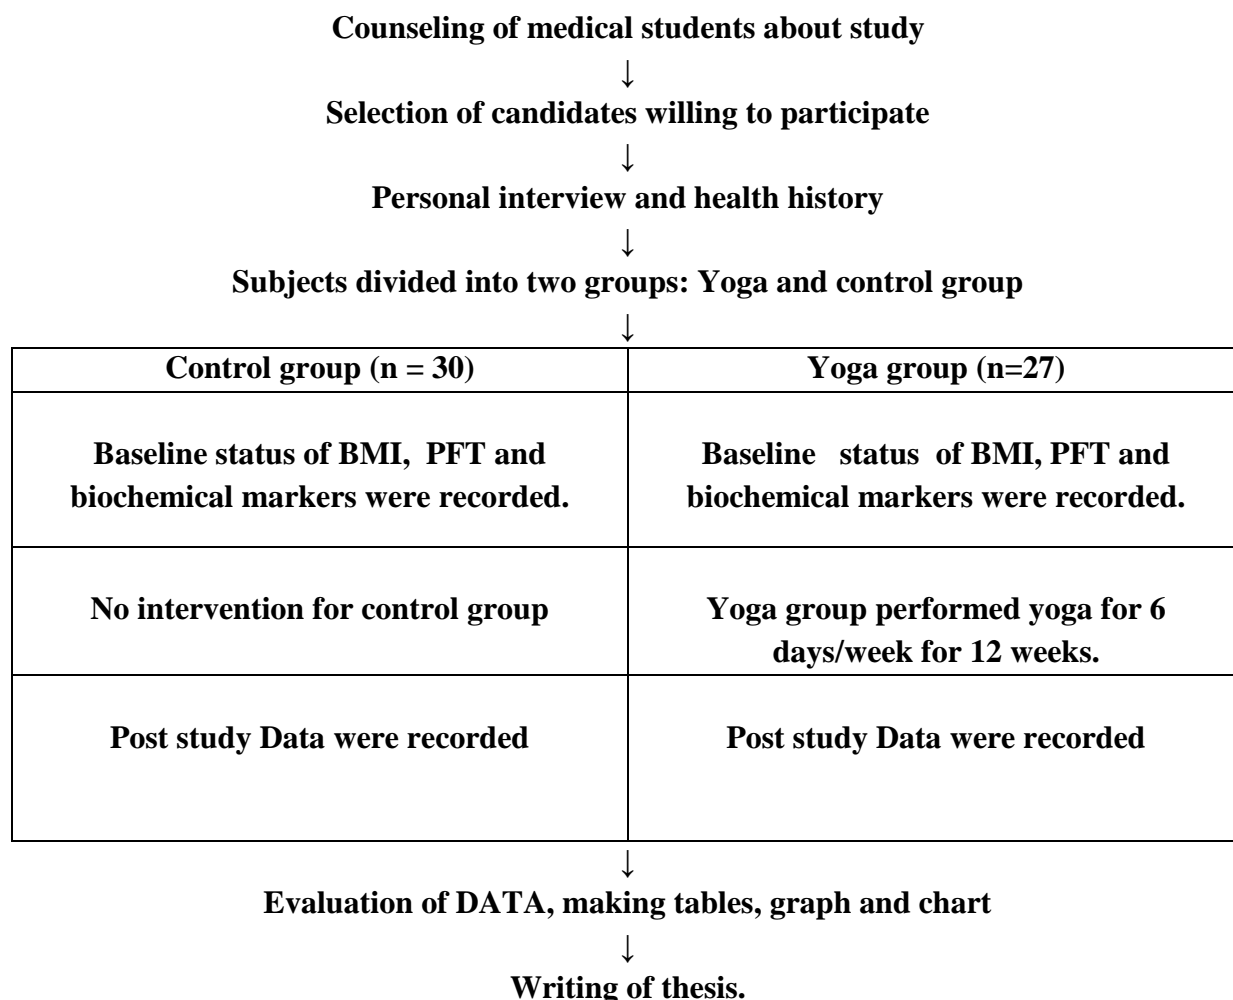 Counseling of medical students about study
↓
Selection of candidates willing to participate
↓
Personal interview and health history
↓
Subjects divided into two groups: Yoga and control group
↓
Control group (n = 30)
Yoga group (n=27)
Baseline status of BMI, PFT and
biochemical markers were recorded.
Baseline status of BMI, PFT and
biochemical markers were recorded.
No intervention for control group
Yoga group performed yoga for 6
days/week for 12 weeks.
Post study Data were recorded
Post study Data were recorded
↓
Evaluation of DATA, making tables, graph and chart
↓
Writing of thesis.